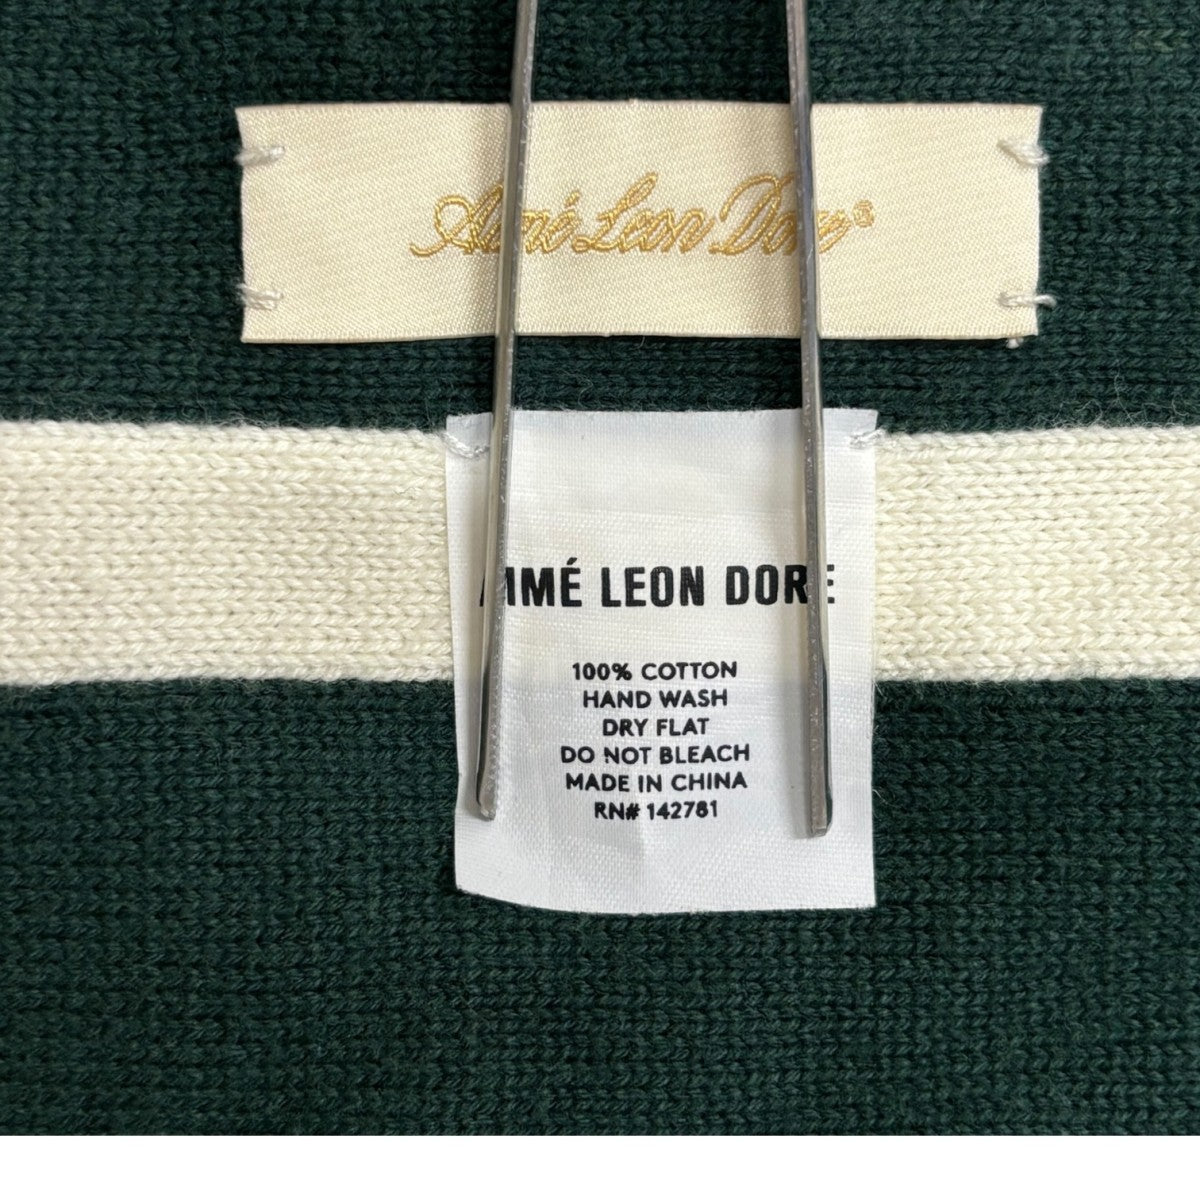 Aimé Leon Dore®
AIMÉ LEON DORE
100% COTTON
HAND WASH
DRY FLAT
DO NOT BLEACH
MADE IN CHINA
RN# 142781